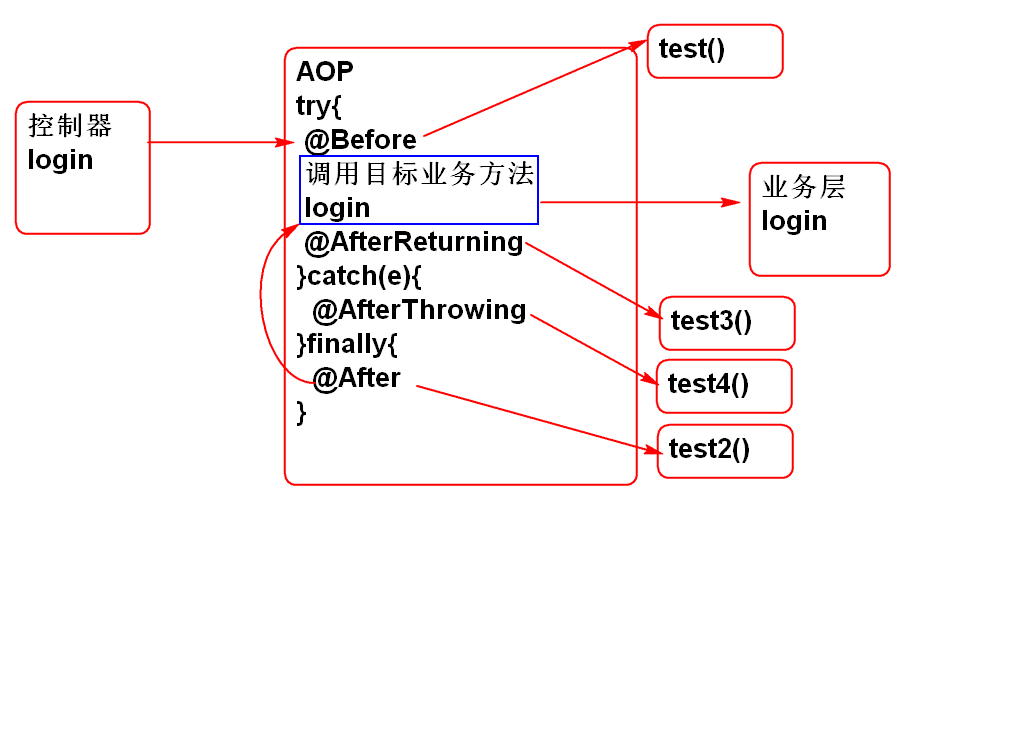 控制器
login
AOP
try{
@Before
调用目标业务方法
login
@AfterReturning
}catch(e){
@AfterThrowing
}finally{
@After
}
test()
业务层
login
test3()
test4()
test2()